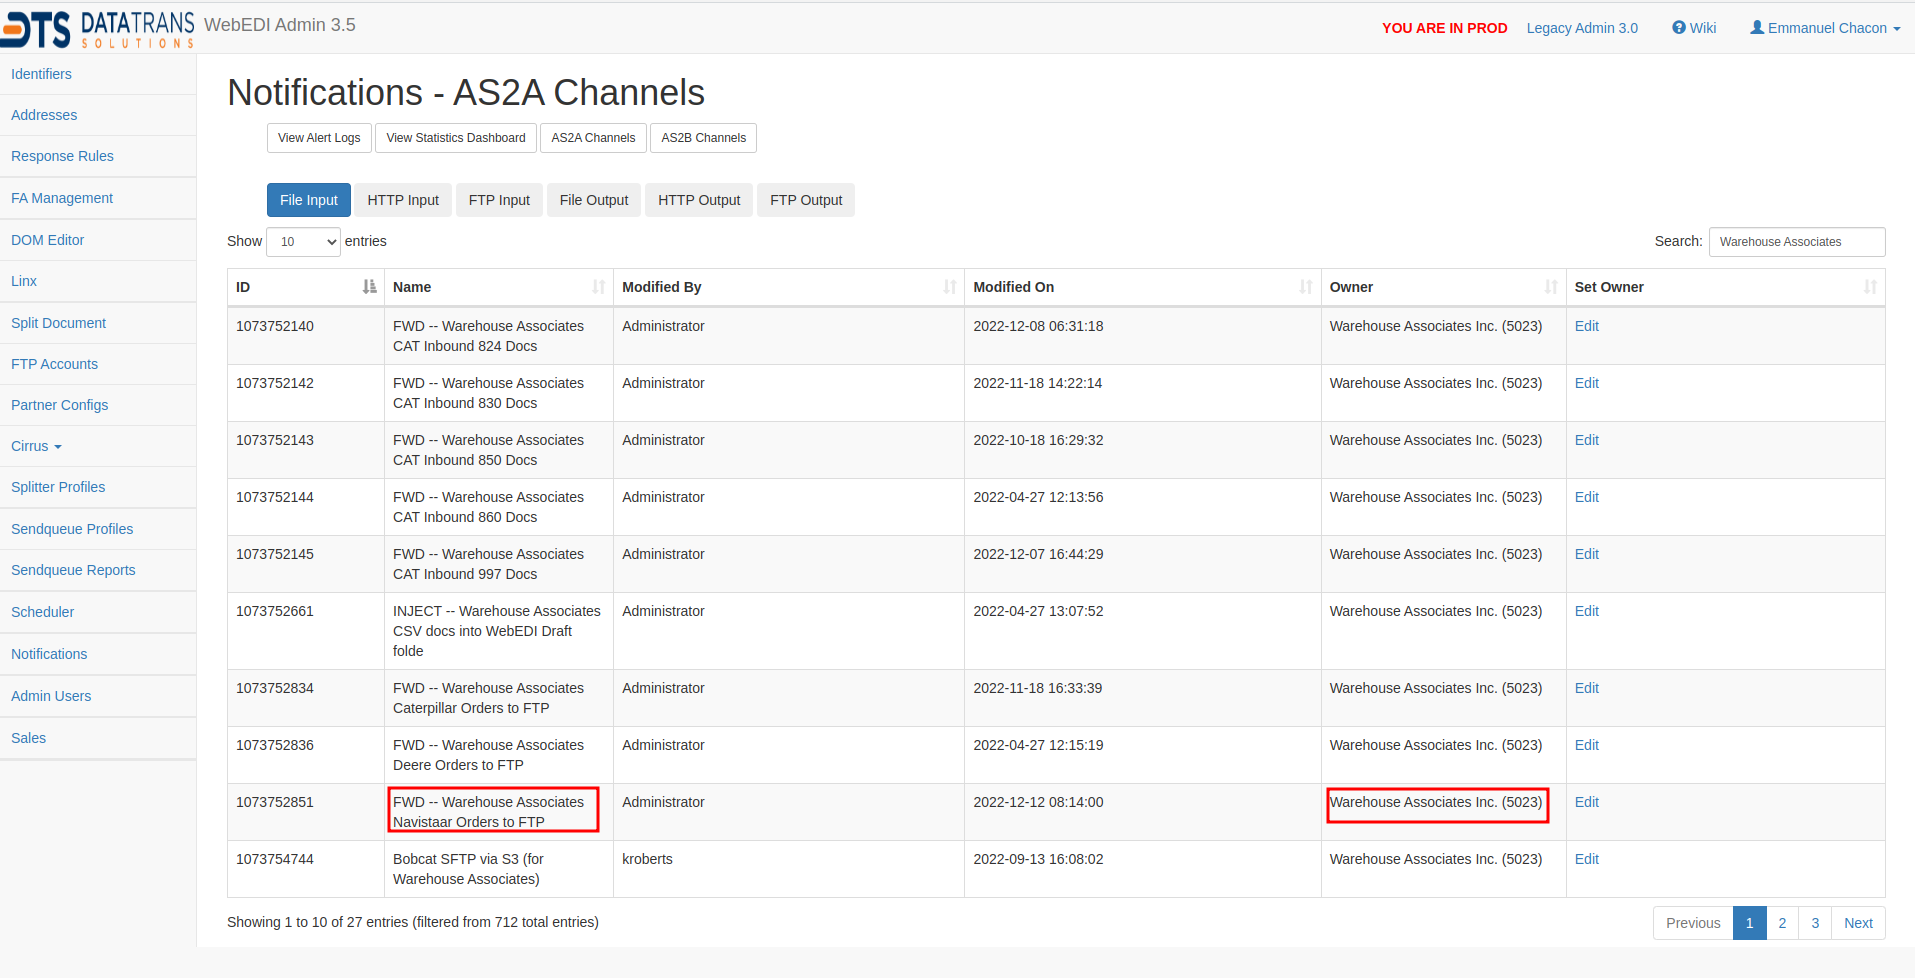 DTS DATATRANS SOLUTIONS WebEDI Admin 3.5 YOU ARE IN PROD Legacy Admin 3.0 Wiki Emmanuel Chacon
Identifiers
Addresses
Response Rules
FA Management
DOM Editor
Linx
Split Document
FTP Accounts
Partner Configs
Cirrus
Splitter Profiles
Sendqueue Profiles
Sendqueue Reports
Scheduler
Notifications
Admin Users
Sales
Notifications - AS2A Channels
View Alert Logs View Statistics Dashboard AS2A Channels AS2B Channels
File Input HTTP Input FTP Input File Output HTTP Output FTP Output
Show 10 entries Search: Warehouse Associates
ID Name Modified By Modified On Owner Set Owner
1073752140 FWD -- Warehouse Associates Administrator 2022-12-08 06:31:18 Warehouse Associates Inc. (5023) Edit
CAT Inbound 824 Docs
1073752142 FWD -- Warehouse Associates Administrator 2022-11-18 14:22:14 Warehouse Associates Inc. (5023) Edit
CAT Inbound 830 Docs
1073752143 FWD -- Warehouse Associates Administrator 2022-10-18 16:29:32 Warehouse Associates Inc. (5023) Edit
CAT Inbound 850 Docs
1073752144 FWD -- Warehouse Associates Administrator 2022-04-27 12:13:56 Warehouse Associates Inc. (5023) Edit
CAT Inbound 860 Docs
1073752145 FWD -- Warehouse Associates Administrator 2022-12-07 16:44:29 Warehouse Associates Inc. (5023) Edit
CAT Inbound 997 Docs
1073752661 INJECT -- Warehouse Associates Administrator 2022-04-27 13:07:52 Warehouse Associates Inc. (5023) Edit
CSV docs into WebEDI Draft
folde
1073752834 FWD -- Warehouse Associates Administrator 2022-11-18 16:33:39 Warehouse Associates Inc. (5023) Edit
Caterpillar Orders to FTP
1073752836 FWD -- Warehouse Associates Administrator 2022-04-27 12:15:19 Warehouse Associates Inc. (5023) Edit
Deere Orders to FTP
1073752851 FWD -- Warehouse Associates Administrator 2022-12-12 08:14:00 Warehouse Associates Inc. (5023) Edit
Navistaar Orders to FTP
1073754744 Bobcat SFTP via S3 (for kroberts 2022-09-13 16:08:02 Warehouse Associates Inc. (5023) Edit
Warehouse Associates)
Showing 1 to 10 of 27 entries (filtered from 712 total entries) Previous 1 2 3 Next